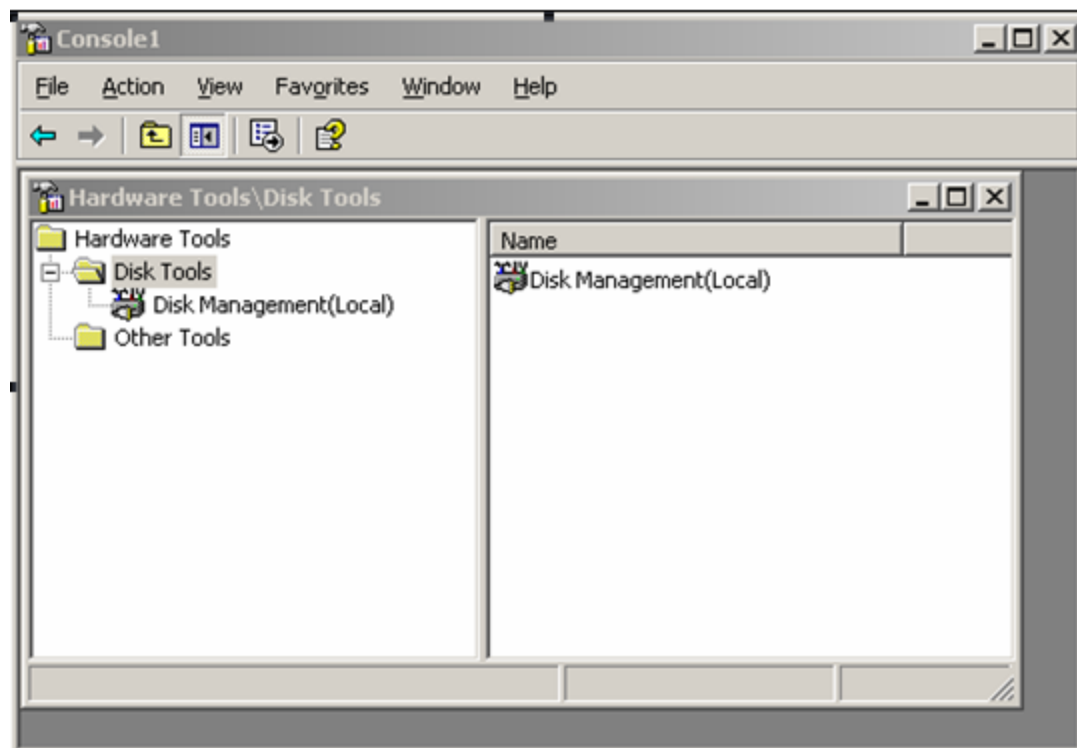 Console1
File Action View Favorites Window Help
Hardware Tools\Disk Tools
Hardware Tools
Disk Tools
Disk Management(Local)
Other Tools
Name
Disk Management(Local)